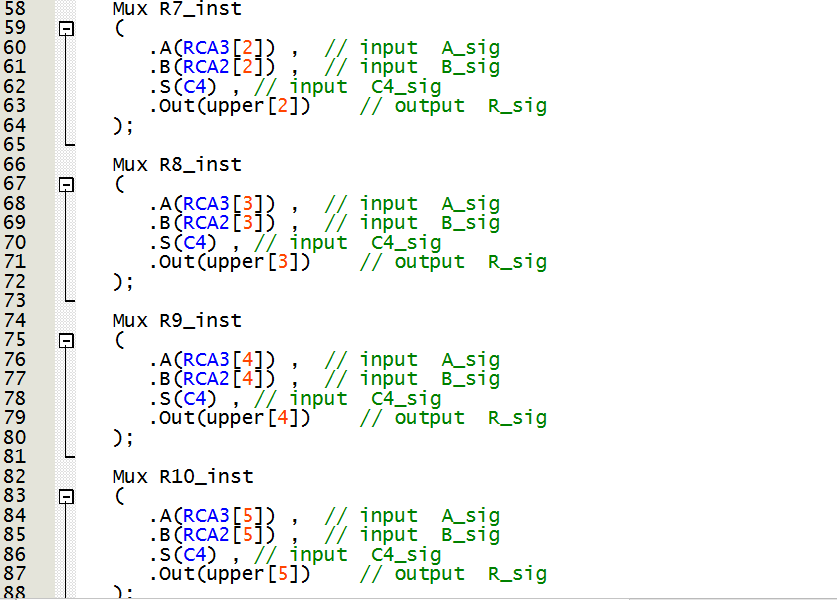 58 Mux R7_inst
59 (
60 .A(RCA3[2]) , // input A_sig
61 .B(RCA2[2]) , // input B_sig
62 .S(C4) , // input C4_sig
63 .Out(upper[2]) // output R_sig
64 );
65
66 Mux R8_inst
67 (
68 .A(RCA3[3]) , // input A_sig
69 .B(RCA2[3]) , // input B_sig
70 .S(C4) , // input C4_sig
71 .Out(upper[3]) // output R_sig
72 );
73
74 Mux R9_inst
75 (
76 .A(RCA3[4]) , // input A_sig
77 .B(RCA2[4]) , // input B_sig
78 .S(C4) , // input C4_sig
79 .Out(upper[4]) // output R_sig
80 );
81
82 Mux R10_inst
83 (
84 .A(RCA3[5]) , // input A_sig
85 .B(RCA2[5]) , // input B_sig
86 .S(C4) , // input C4_sig
87 .Out(upper[5]) // output R_sig
88 );